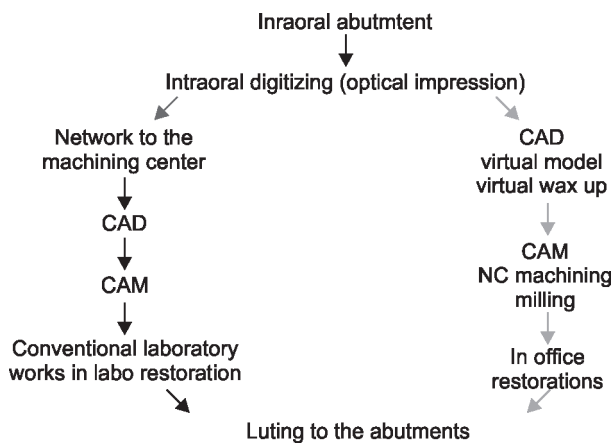 Inraoral abutmtent
Intraoral digitizing (optical impression)
Network to the
machining center
CAD
CAM
Conventional laboratory
works in labo restoration
CAD
virtual model
virtual wax up
CAM
NC machining
milling
In office
restorations
Luting to the abutments